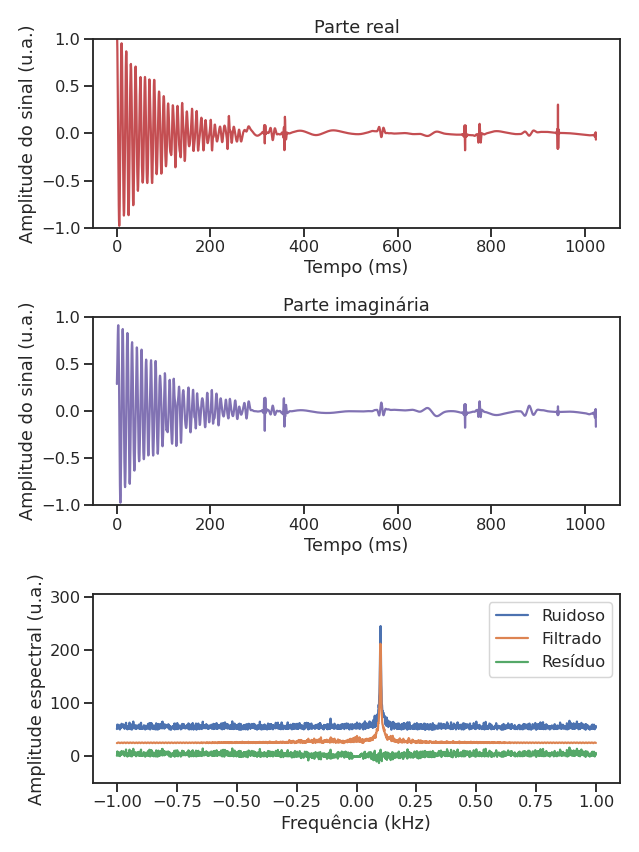 Parte real
Amplitude do sinal (u.a.)
1.0
0.5
0.0
−0.5
−1.0
0 200 400 600 800 1000
Tempo (ms)
Parte imaginária
Amplitude do sinal (u.a.)
1.0
0.5
0.0
−0.5
−1.0
0 200 400 600 800 1000
Tempo (ms)
Amplitude espectral (u.a.)
300
200
100
0
Ruidoso
Filtrado
Resíduo
−1.00 −0.75 −0.50 −0.25 0.00 0.25 0.50 0.75 1.00
Frequência (kHz)